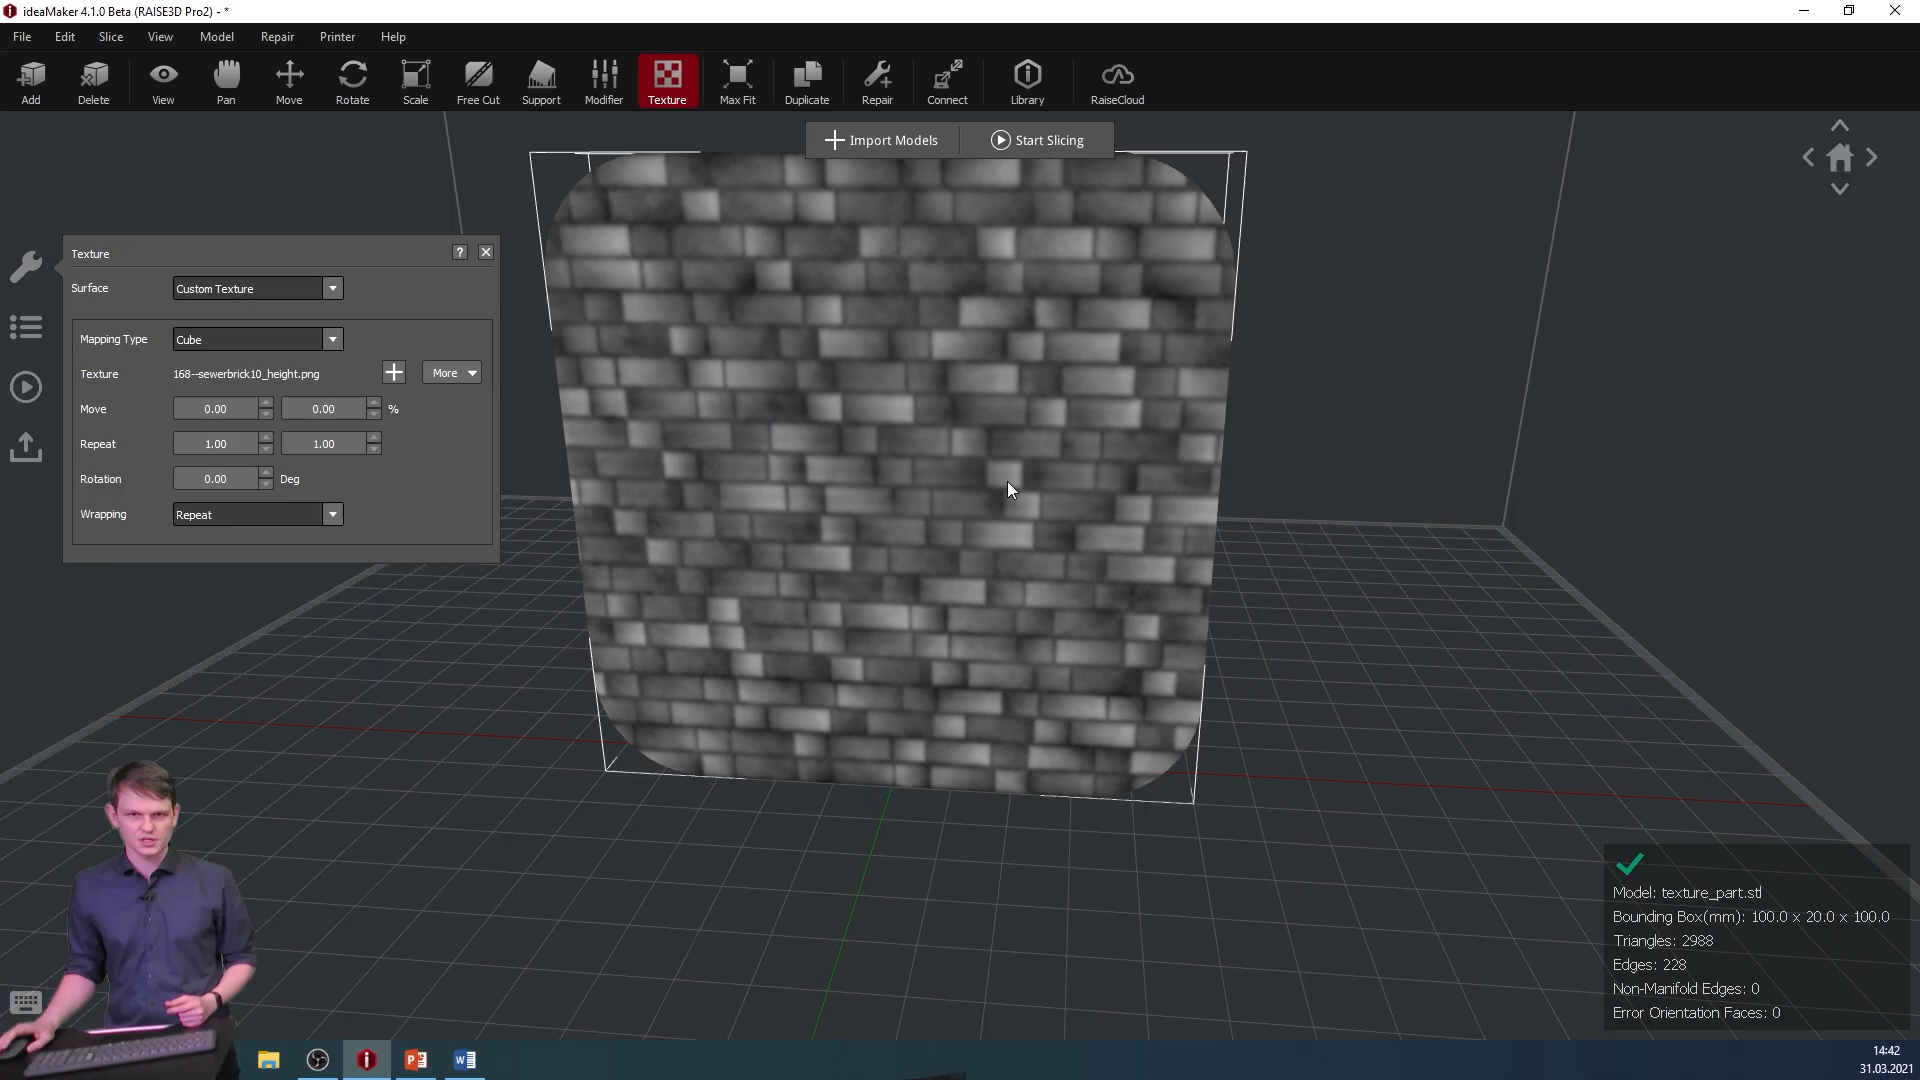 ideaMaker 4.1.0 Beta (RAISE3D Pro2) - *
File Edit Slice View Model Repair Printer Help
Add Delete View Pan Move Rotate Scale Free Cut Support Modifier Texture Max Fit Duplicate Repair Connect Library RaiseCloud
Import Models Start Slicing
Texture ?
Surface Custom Texture
Mapping Type Cube
Texture 168--sewerbrick10_height.png More
Move 0.00 0.00 %
Repeat 1.00 1.00
Rotation 0.00 Deg
Wrapping Repeat
Model: texture_part.stl
Bounding Box(mm): 100.0 x 20.0 x 100.0
Triangles: 2988
Edges: 228
Non-Manifold Edges: 0
Error Orientation Faces: 0
14:42
31.03.2021